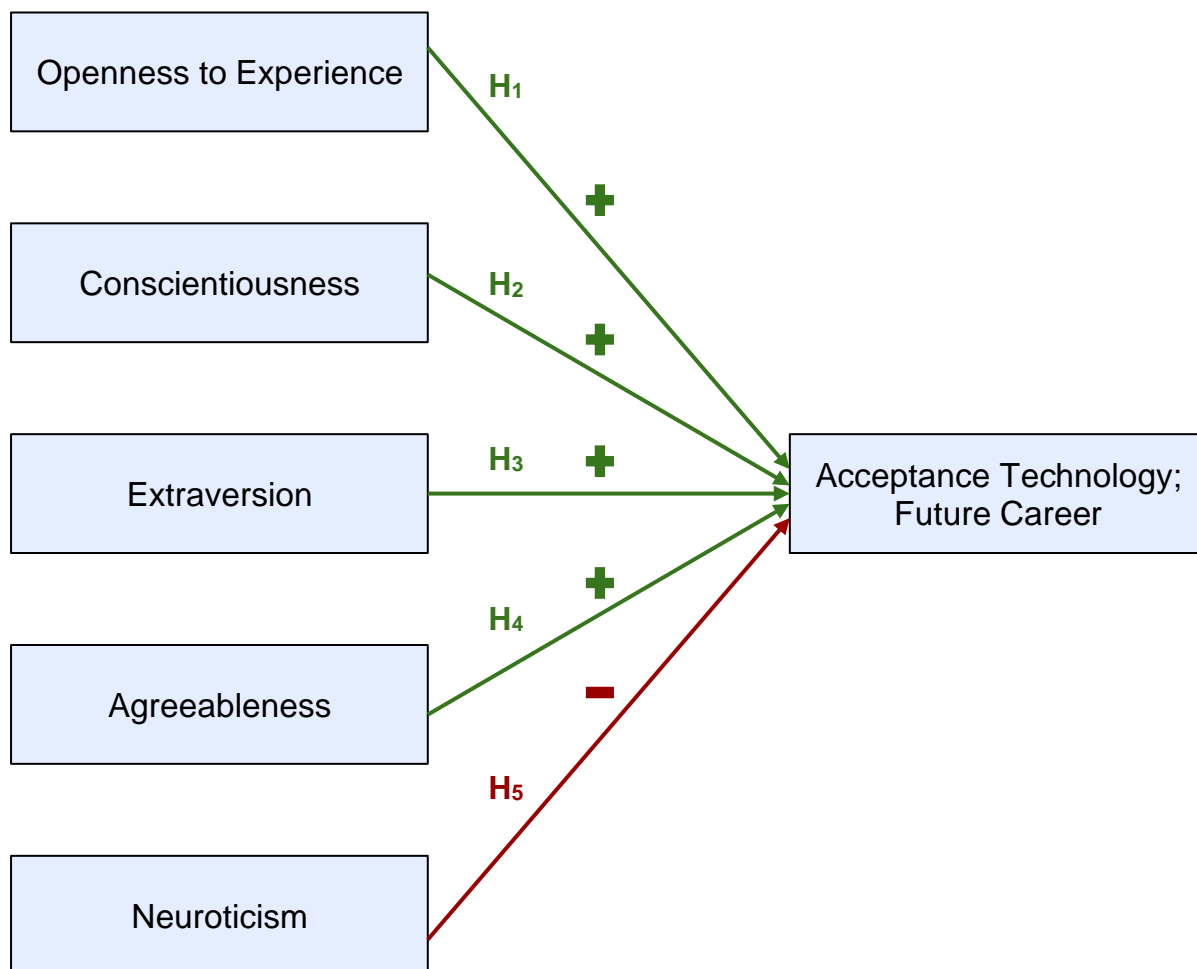 Openness to Experience
H₁
+
Conscientiousness
H₂
+
Extraversion
H₃
+
Acceptance Technology;
Future Career
+
H₄
Agreeableness
-
H₅
Neuroticism